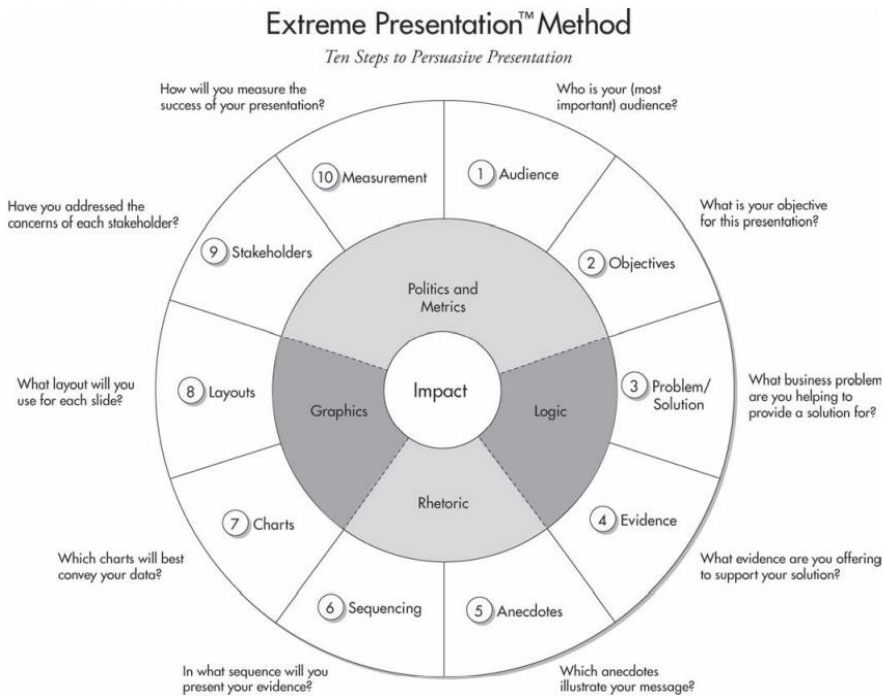 Extreme Presentation™ Method
Ten Steps to Persuasive Presentation
How will you measure the
success of your presentation?
Who is your (most
important) audience?
10 Measurement
1 Audience
Have you addressed the
concerns of each stakeholder?
What is your objective
for this presentation?
9 Stakeholders
2 Objectives
Politics and
Metrics
What layout will you
use for each slide?
8 Layouts
Graphics
Impact
Logic
3 Problem/
Solution
What business problem
are you helping to
provide a solution for?
Rhetoric
7 Charts
4 Evidence
Which charts will best
convey your data?
What evidence are you offering
to support your solution?
6 Sequencing
5 Anecdotes
In what sequence will you
present your evidence?
Which anecdotes
illustrate your message?